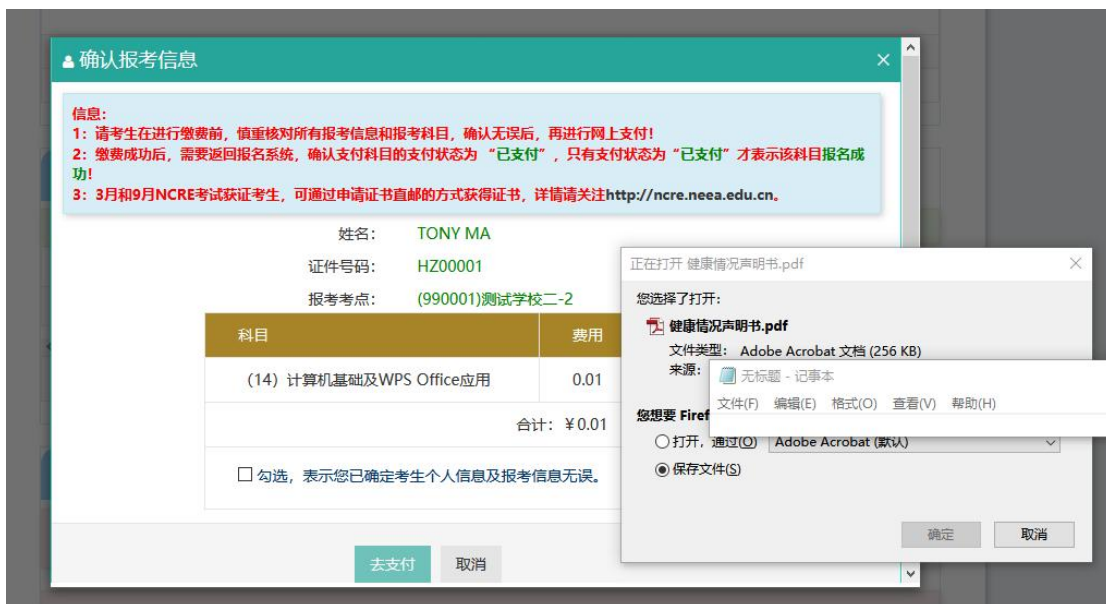 确认报考信息
×
信息:
1: 请考生在进行缴费前, 慎重核对所有报考信息和报考科目, 确认无误后, 再进行网上支付!
2: 缴费成功后, 需要返回报名系统, 确认支付科目的支付状态为 “已支付” , 只有支付状态为 “已支付” 才表示该科目报名成
功!
3: 3月和9月NCRE考试获证考生, 可通过申请证书直邮的方式获得证书, 详情请关注http://ncre.neea.edu.cn。
姓名: TONY MA
证件号码: HZ00001
报考考点: (990001)测试学校二-2
科目 费用
(14) 计算机基础及WPS Office应用 0.01
合计: ¥0.01
勾选, 表示您已确定考生个人信息及报考信息无误。
去支付 取消
正在打开 健康情况声明书.pdf ×
您选择了打开:
健康情况声明书.pdf
文件类型: Adobe Acrobat 文档 (256 KB)
来源:
无标题 - 记事本
文件(F) 编辑(E) 格式(O) 查看(V) 帮助(H)
您想要 Firef
打开, 通过(O) Adobe Acrobat (默认)
保存文件(S)
确定 取消